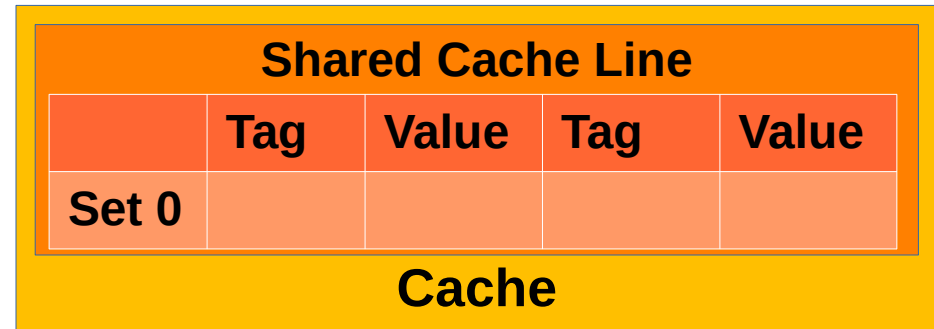 Shared Cache Line
Tag Value Tag Value
Set 0
Cache